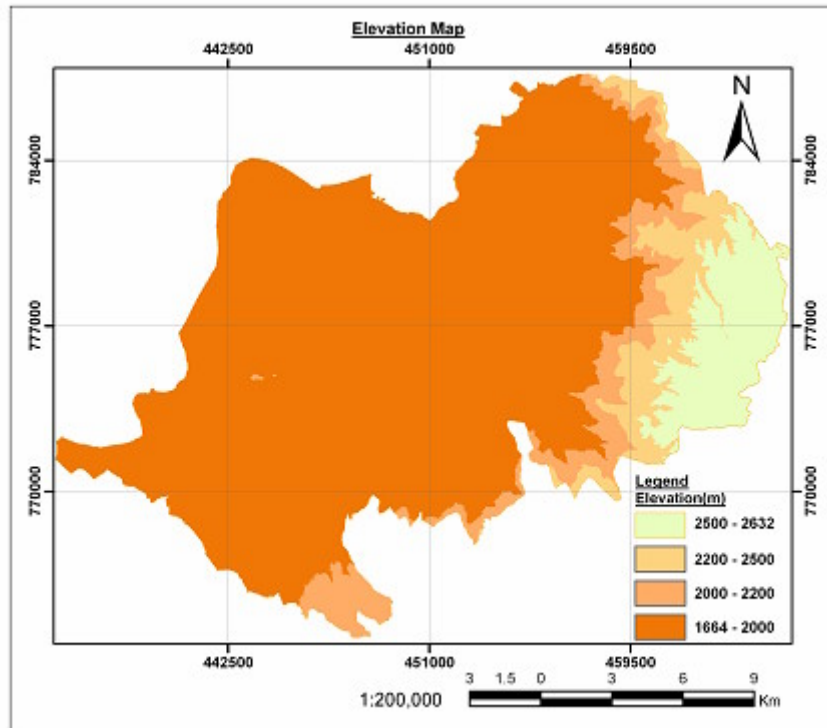 Elevation Map
442500 451000 459500
N
784000 784000
777000 777000
770000 770000
Legend
Elevation(m)
2500 - 2632
2200 - 2500
2000 - 2200
1664 - 2000
442500 451000 459500
3 1.5 0 3 6 9
1:200,000 Km